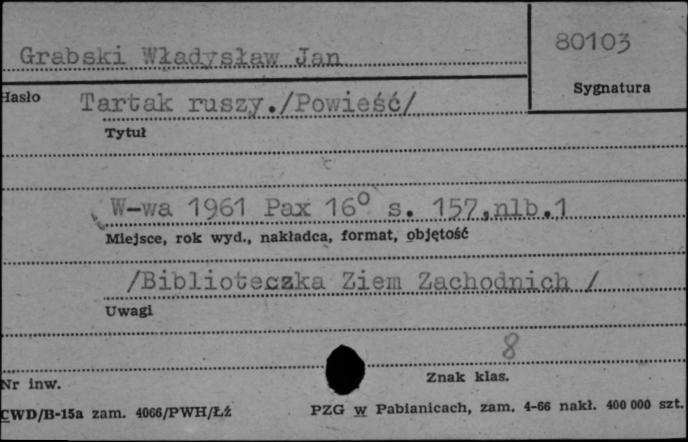 80103
Grabski Władysław Jan
Sygnatura
Hasło Tartak ruszy./Powieść/
Tytuł
W-wa 1961 Pax 16° s. 157,nlb.1
Miejsce, rok wyd., nakładca, format, objętość
/Biblioteczka Ziem Zachodnich /
Uwagi
8
Nr inw. Znak klas.
CWD/B-15a zam. 4066/PWH/Łź PZG w Pabianicach, zam. 4-66 nakł. 400 000 szt.